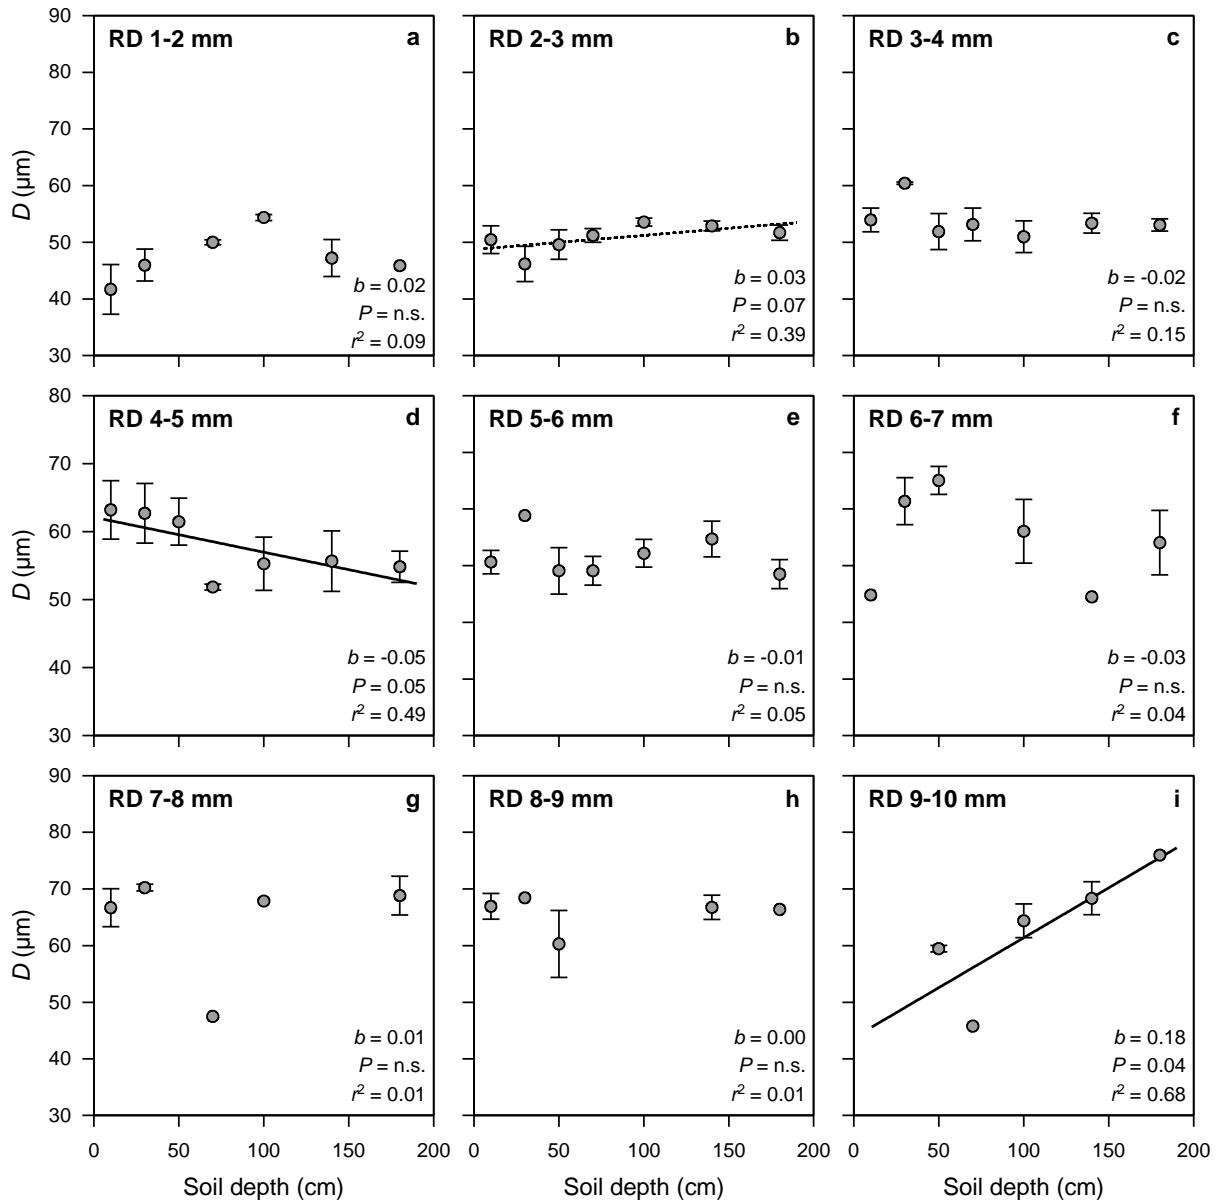 90
80
70
60
50
40
30
D (µm)
RD 1-2 mm
a
b = 0.02
P = n.s.
r² = 0.09
RD 2-3 mm
b
b = 0.03
P = 0.07
r² = 0.39
RD 3-4 mm
c
b = -0.02
P = n.s.
r² = 0.15
80
70
60
50
40
30
D (µm)
RD 4-5 mm
d
b = -0.05
P = 0.05
r² = 0.49
RD 5-6 mm
e
b = -0.01
P = n.s.
r² = 0.05
RD 6-7 mm
f
b = -0.03
P = n.s.
r² = 0.04
90
80
70
60
50
40
30
D (µm)
RD 7-8 mm
g
b = 0.01
P = n.s.
r² = 0.01
RD 8-9 mm
h
b = 0.00
P = n.s.
r² = 0.01
RD 9-10 mm
i
b = 0.18
P = 0.04
r² = 0.68
0 50 100 150 200
0 50 100 150 200
0 50 100 150 200
Soil depth (cm)
Soil depth (cm)
Soil depth (cm)